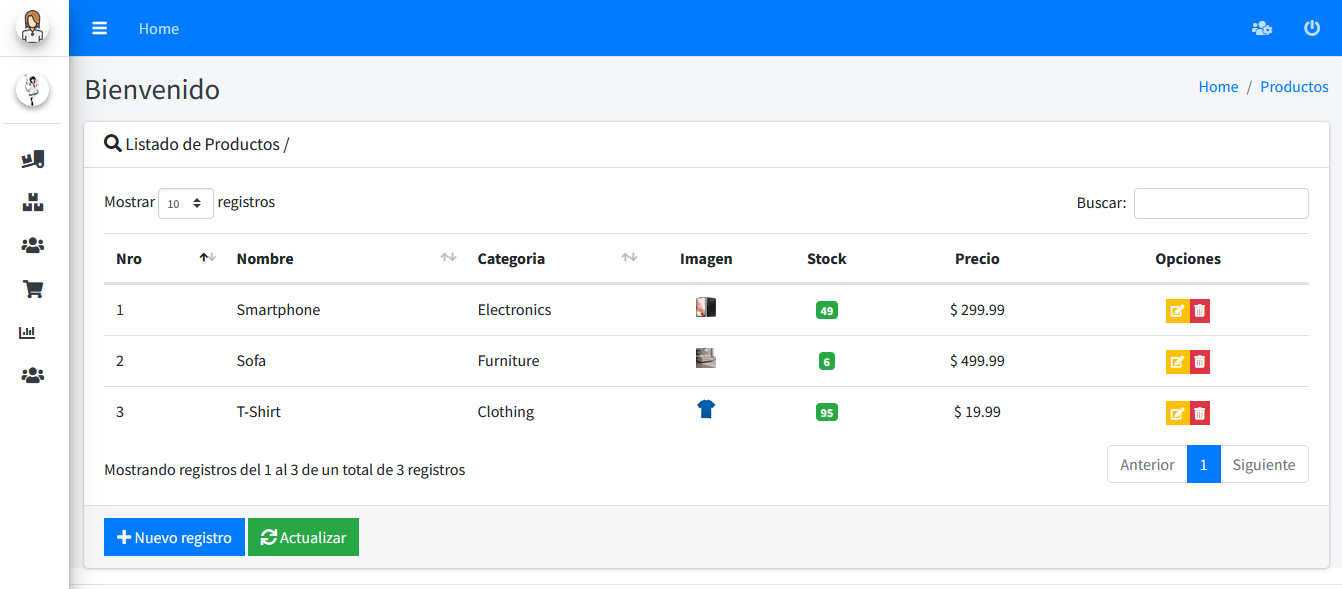 Home
Bienvenido
Home / Productos
Listado de Productos /
Mostrar 10 registros
Buscar:
Nro Nombre Categoria Imagen Stock Precio Opciones
1 Smartphone Electronics 49 $ 299.99
2 Sofa Furniture 6 $ 499.99
3 T-Shirt Clothing 95 $ 19.99
Mostrando registros del 1 al 3 de un total de 3 registros
Anterior 1 Siguiente
Nuevo registro Actualizar